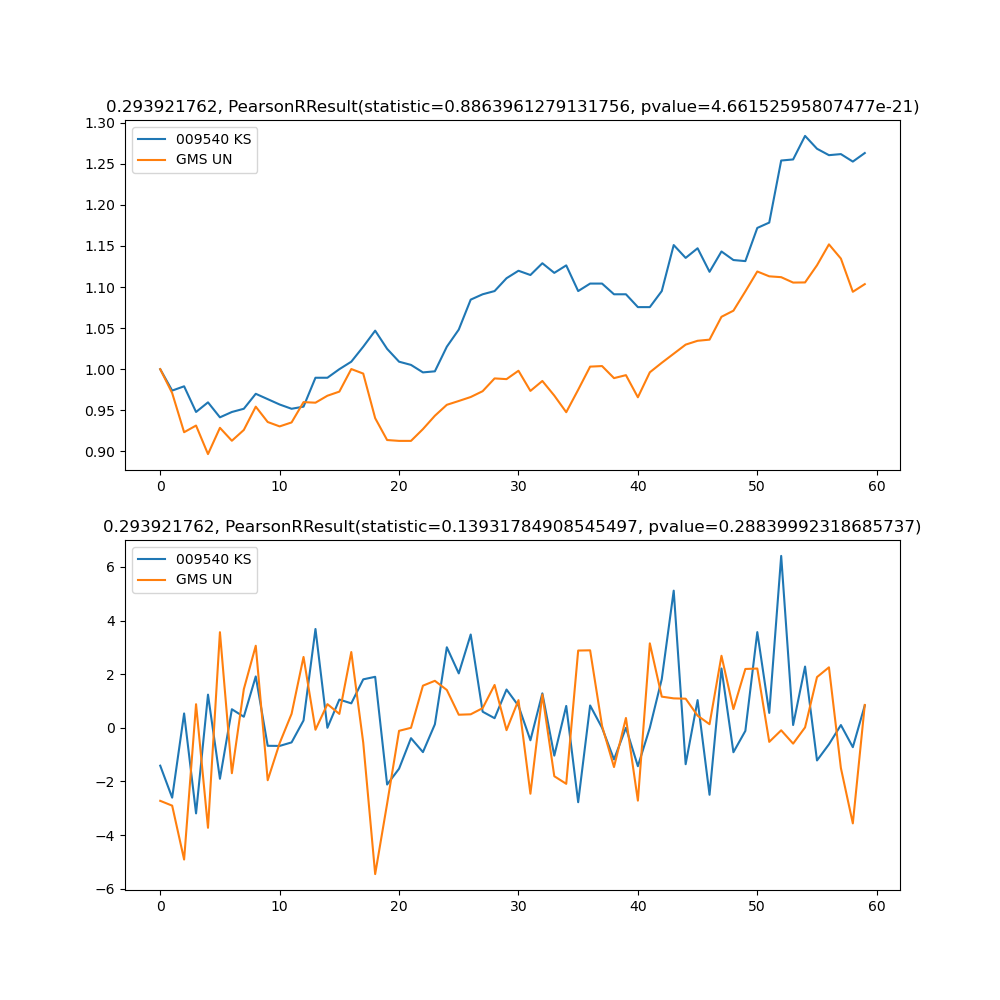 0.293921762, PearsonRResult(statistic=0.8863961279131756, pvalue=4.66152595807477e-21)
009540 KS
GMS UN
1.30
1.25
1.20
1.15
1.10
1.05
1.00
0.95
0.90
0 10 20 30 40 50 60
0.293921762, PearsonRResult(statistic=0.13931784908545497, pvalue=0.28839992318685737)
009540 KS
GMS UN
6
4
2
0
−2
−4
−6
0 10 20 30 40 50 60